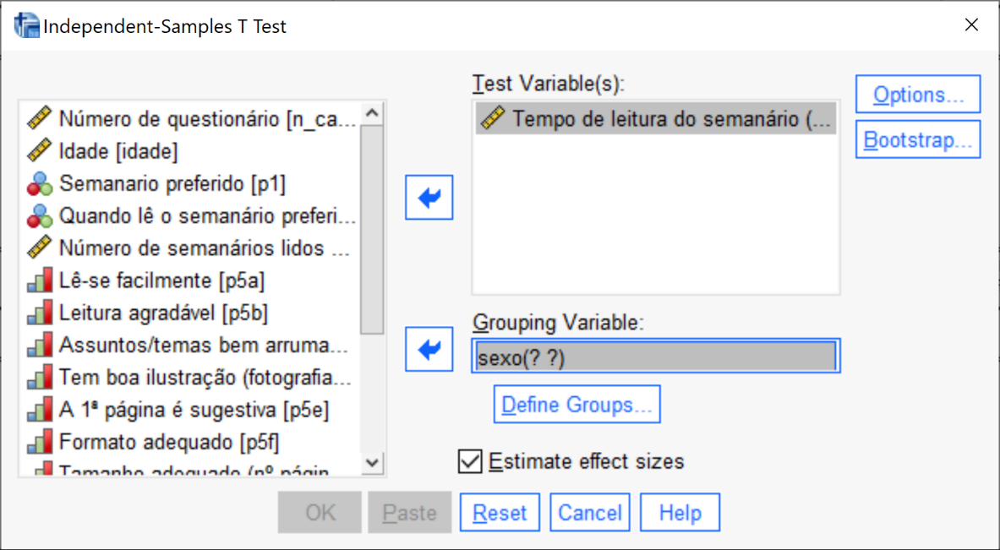 Independent-Samples T Test
Test Variable(s):
Número de questionário [n_ca...
Idade [idade]
Semanario preferido [p1]
Quando lê o semanário preferi...
Número de semanários lidos ...
Lê-se facilmente [p5a]
Leitura agradável [p5b]
Assuntos/temas bem arruma...
Tem boa ilustração (fotografia...
A 1ª página é sugestiva [p5e]
Formato adequado [p5f]
Tamanho adequado (nº págin
Tempo de leitura do semanário (...
Grouping Variable:
sexo(? ?)
Define Groups...
Estimate effect sizes
Options...
Bootstrap...
OK
Paste
Reset
Cancel
Help